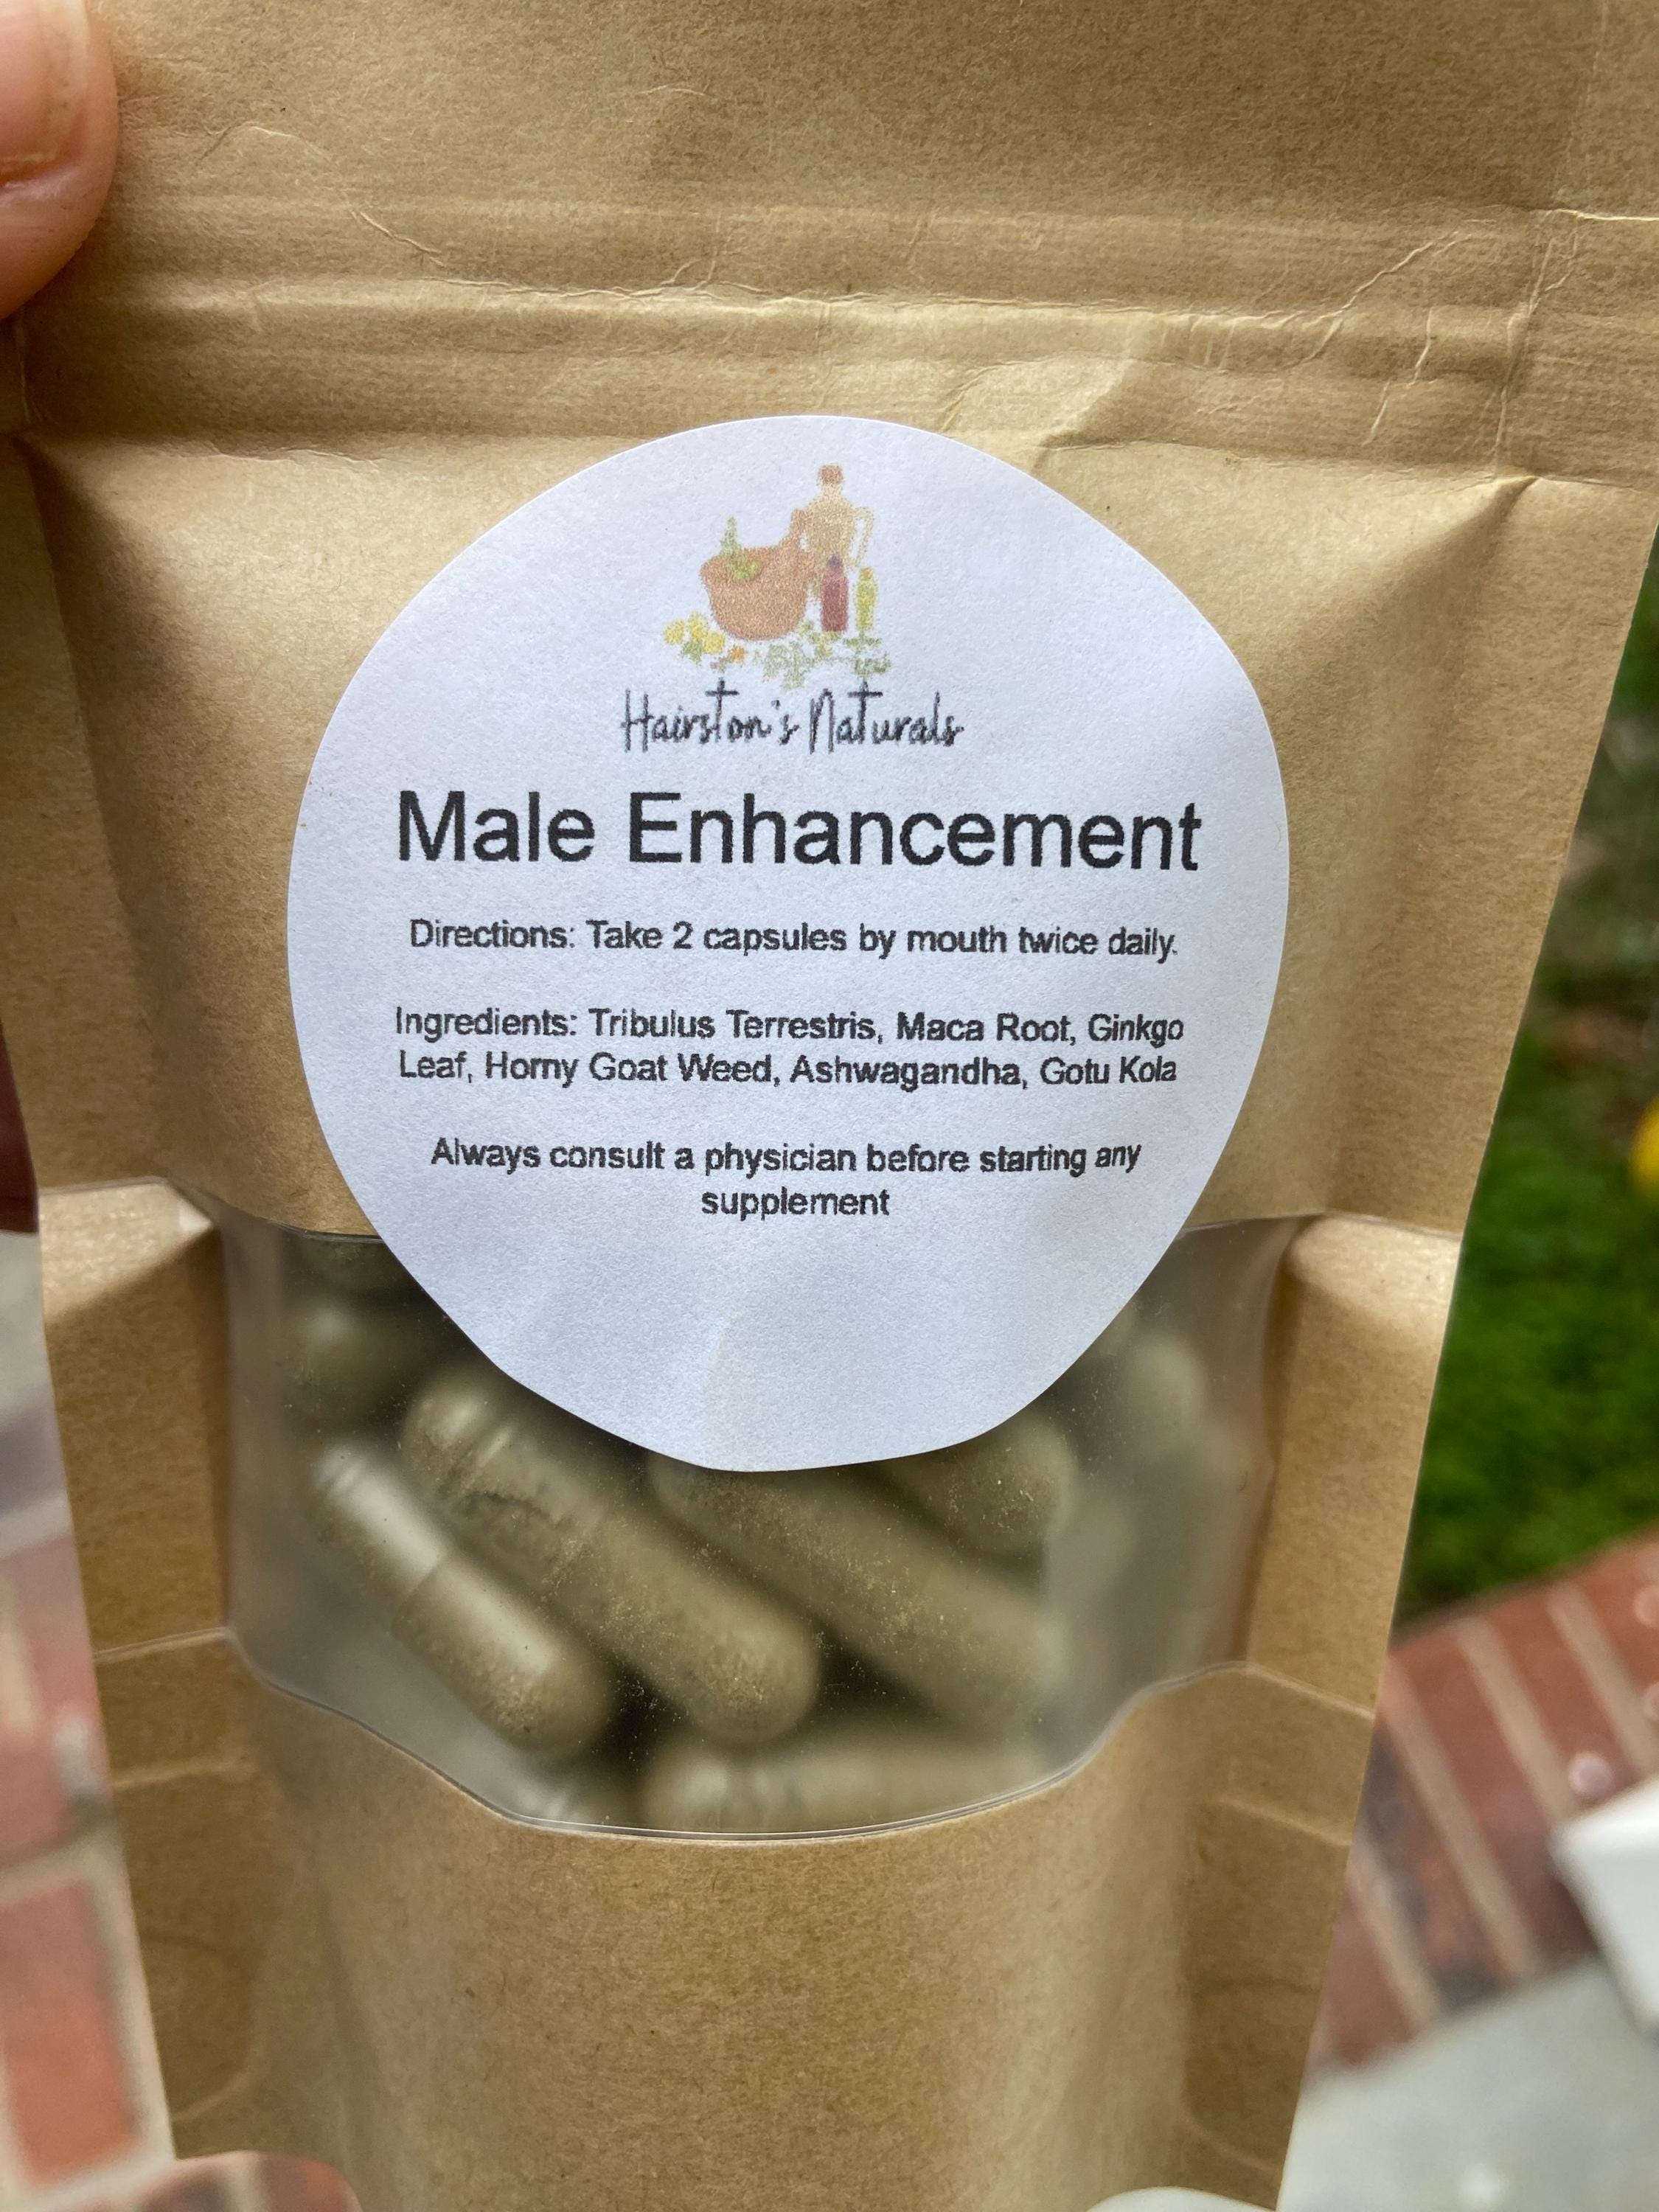 Hairston's Naturals
Male Enhancement
Directions: Take 2 capsules by mouth twice daily.
Ingredients: Tribulus Terrestris, Maca Root, Ginkgo
Leaf, Horny Goat Weed, Ashwagandha, Gotu Kola
Always consult a physician before starting any
supplement